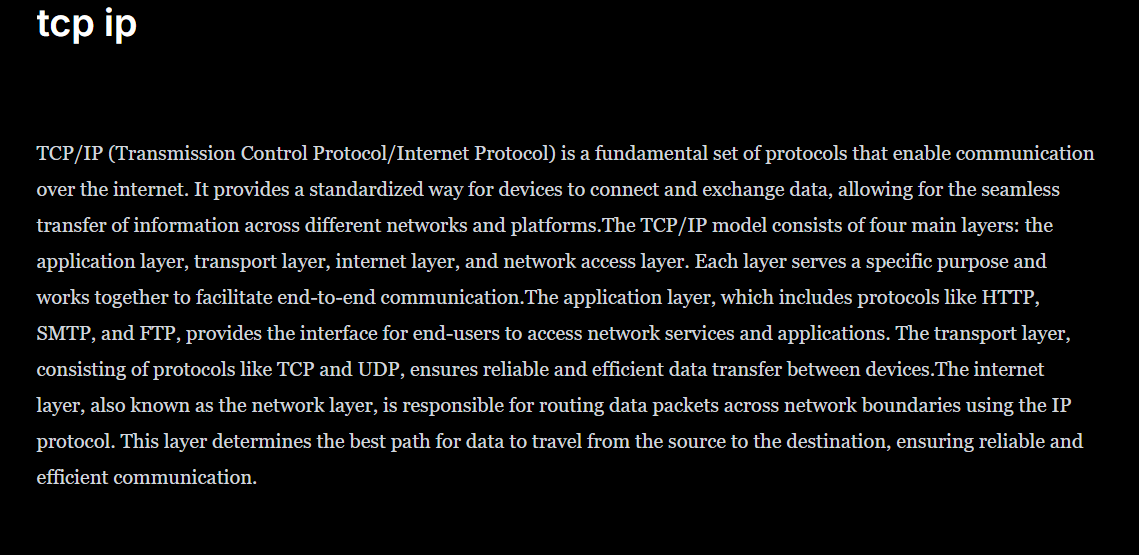 tcp ip
TCP/IP (Transmission Control Protocol/Internet Protocol) is a fundamental set of protocols that enable communication
over the internet. It provides a standardized way for devices to connect and exchange data, allowing for the seamless
transfer of information across different networks and platforms.The TCP/IP model consists of four main layers: the
application layer, transport layer, internet layer, and network access layer. Each layer serves a specific purpose and
works together to facilitate end-to-end communication.The application layer, which includes protocols like HTTP,
SMTP, and FTP, provides the interface for end-users to access network services and applications. The transport layer,
consisting of protocols like TCP and UDP, ensures reliable and efficient data transfer between devices.The internet
layer, also known as the network layer, is responsible for routing data packets across network boundaries using the IP
protocol. This layer determines the best path for data to travel from the source to the destination, ensuring reliable and
efficient communication.